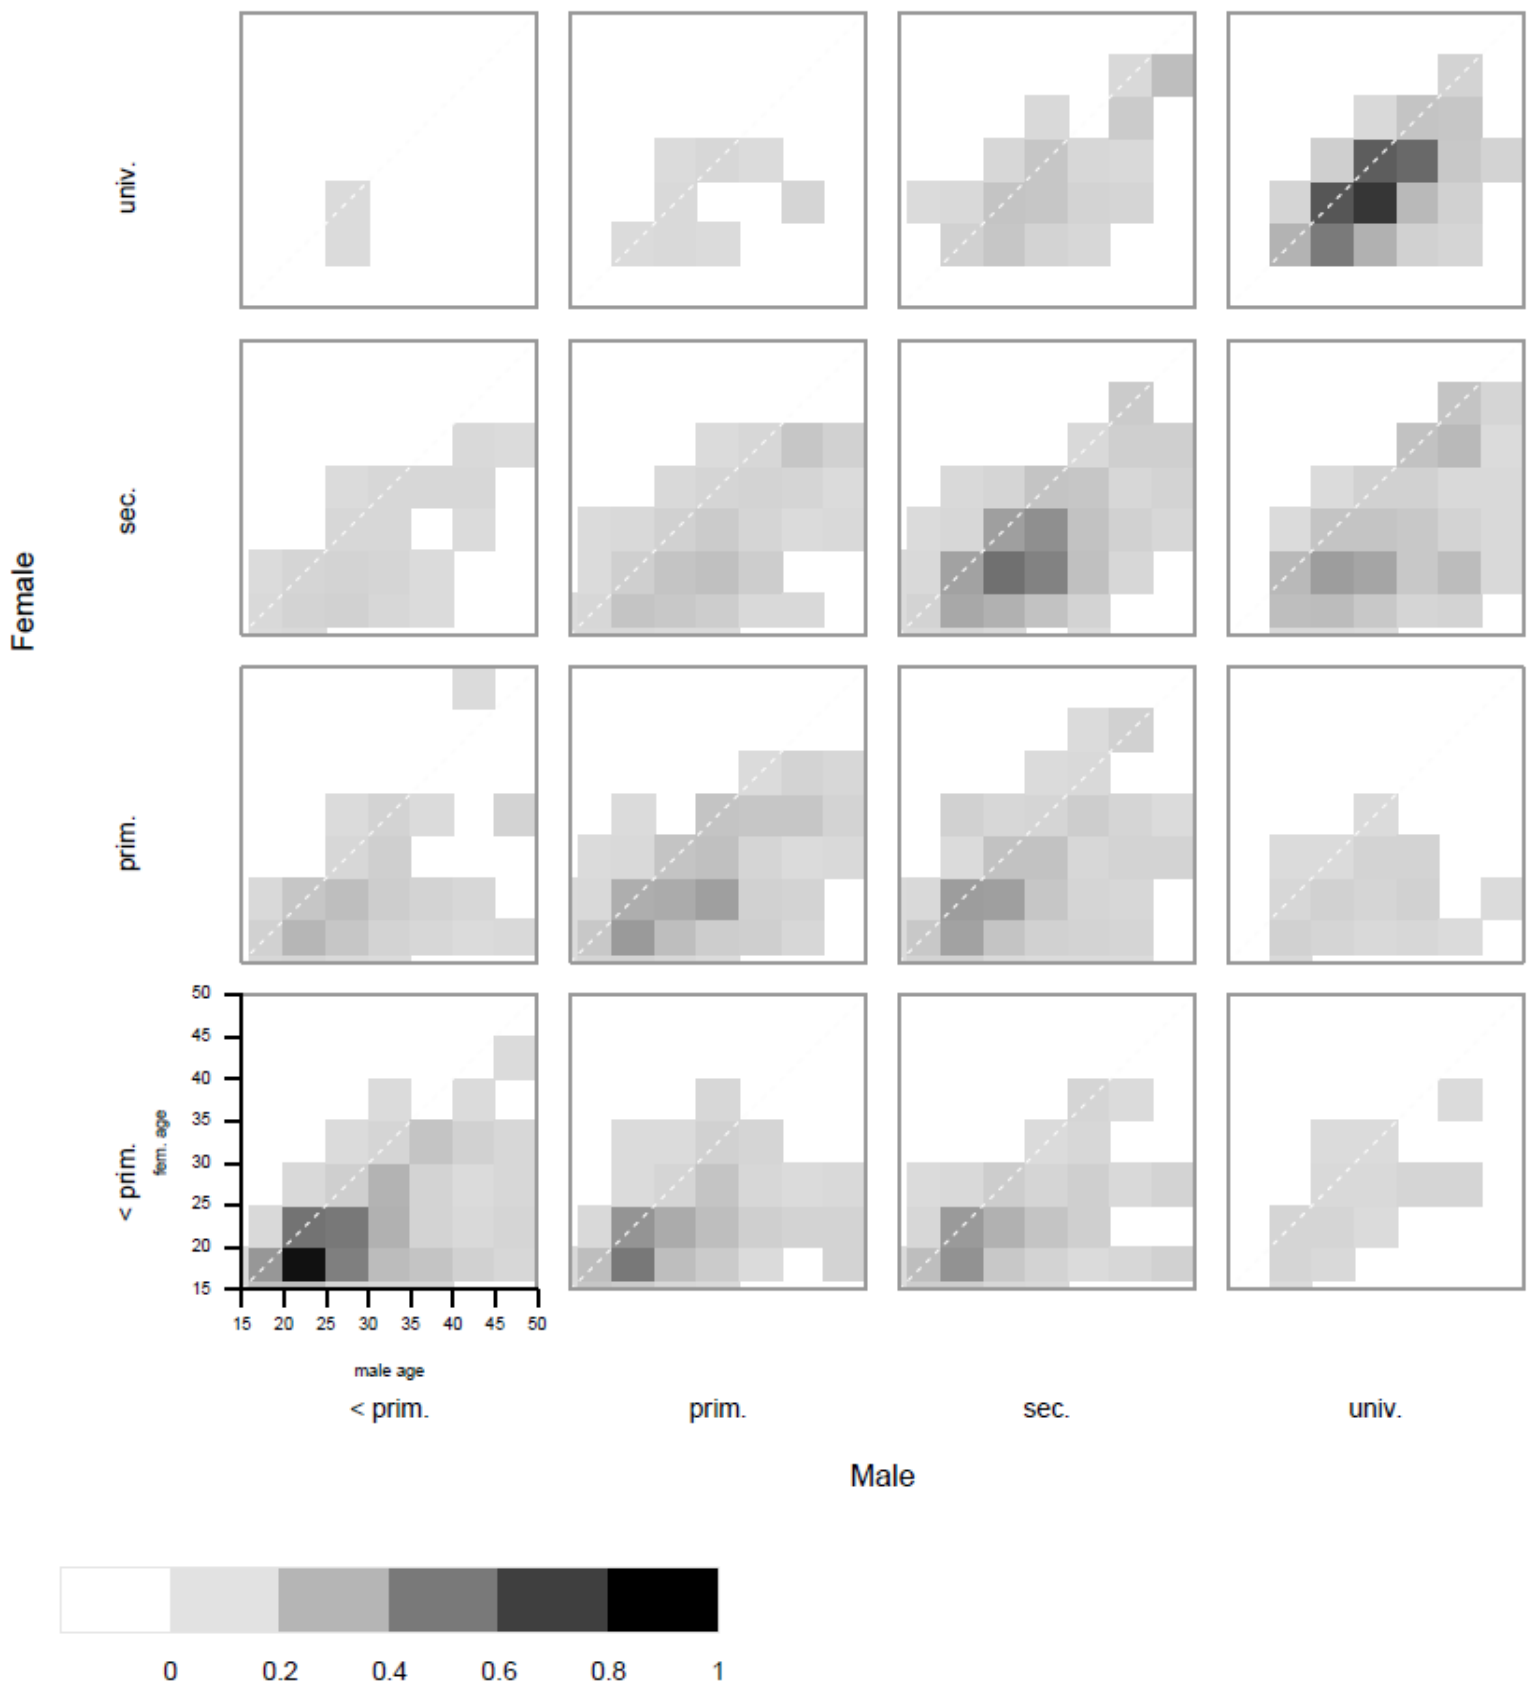 univ.
sec.
Female
prim.
50
45
40
35
30
25
20
15
fem. age
< prim.
15 20 25 30 35 40 45 50
male age
< prim. prim. sec. univ.
Male
0 0.2 0.4 0.6 0.8 1